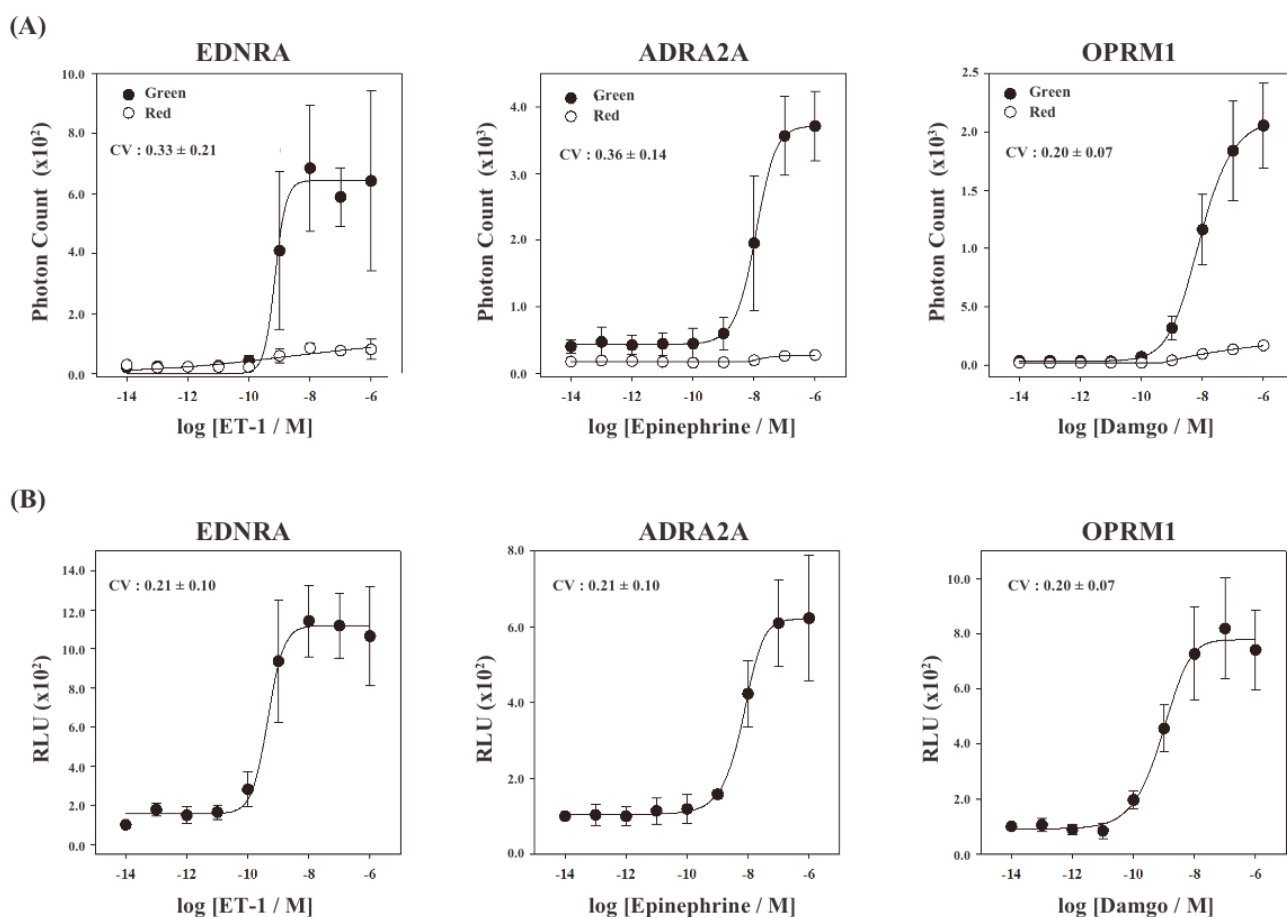 (A)
EDNRA
ADRA2A
OPRM1
10.0
8.0
6.0
4.0
2.0
0.0
Photon Count (x10²)
Green
Red
CV : 0.33 ± 0.21
-14
-12
-10
-8
-6
log [ET-1 / M]
4.0
3.0
2.0
1.0
0.0
Photon Count (x10³)
Green
Red
CV : 0.36 ± 0.14
-14
-12
-10
-8
-6
log [Epinephrine / M]
2.5
2.0
1.5
1.0
5.0
0.0
Photon Count (x10³)
Green
Red
CV : 0.20 ± 0.07
-14
-12
-10
-8
-6
log [Damgo / M]
(B)
EDNRA
ADRA2A
OPRM1
14.0
12.0
10.0
8.0
6.0
4.0
2.0
0.0
RLU (x10²)
CV : 0.21 ± 0.10
-14
-12
-10
-8
-6
log [ET-1 / M]
8.0
6.0
4.0
2.0
0.0
RLU (x10²)
CV : 0.21 ± 0.10
-14
-12
-10
-8
-6
log [Epinephrine / M]
10.0
8.0
6.0
4.0
2.0
0.0
RLU (x10²)
CV : 0.20 ± 0.07
-14
-12
-10
-8
-6
log [Damgo / M]